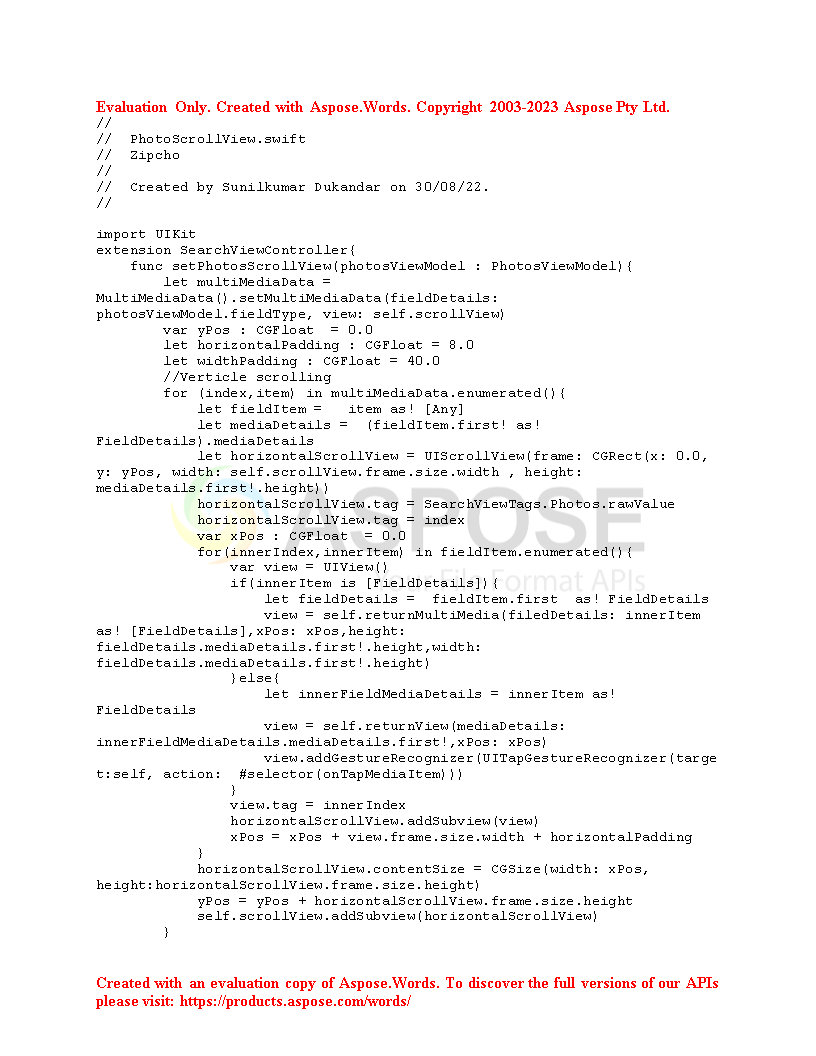 Evaluation Only. Created with Aspose.Words. Copyright 2003-2023 Aspose Pty Ltd.
//
//  PhotoScrollView.swift
//  Zipcho
//
//  Created by Sunilkumar Dukandar on 30/08/22.
//
import UIKit
extension SearchViewController{
    func setPhotosScrollView(photosViewModel : PhotosViewModel){
        let multiMediaData =
MultiMediaData().setMultiMediaData(fieldDetails:
photosViewModel.fieldType, view: self.scrollView)
        var yPos : CGFloat  = 0.0
        let horizontalPadding : CGFloat = 8.0
        let widthPadding : CGFloat = 40.0
        //Verticle scrolling
        for (index,item) in multiMediaData.enumerated(){
            let fieldItem =   item as! [Any]
            let mediaDetails =  (fieldItem.first! as!
FieldDetails).mediaDetails
            let horizontalScrollView = UIScrollView(frame: CGRect(x: 0.0,
y: yPos, width: self.scrollView.frame.size.width , height:
mediaDetails.first!.height))
            horizontalScrollView.tag = SearchViewTags.Photos.rawValue
            horizontalScrollView.tag = index
            var xPos : CGFloat  = 0.0
            for(innerIndex,innerItem) in fieldItem.enumerated(){
                var view = UIView()
                if(innerItem is [FieldDetails]){
                    let fieldDetails =  fieldItem.first  as! FieldDetails
                    view = self.returnMultiMedia(filedDetails: innerItem
as! [FieldDetails],xPos: xPos,height:
fieldDetails.mediaDetails.first!.height,width:
fieldDetails.mediaDetails.first!.height)
                }else{
                    let innerFieldMediaDetails = innerItem as!
FieldDetails
                    view = self.returnView(mediaDetails:
innerFieldMediaDetails.mediaDetails.first!,xPos: xPos)
                    view.addGestureRecognizer(UITapGestureRecognizer(targe
t:self, action:  #selector(onTapMediaItem)))
                }
                view.tag = innerIndex
                horizontalScrollView.addSubview(view)
                xPos = xPos + view.frame.size.width + horizontalPadding
            }
            horizontalScrollView.contentSize = CGSize(width: xPos,
height:horizontalScrollView.frame.size.height)
            yPos = yPos + horizontalScrollView.frame.size.height
            self.scrollView.addSubview(horizontalScrollView)
        }
ASPOSE
File Format APIs
Created with an evaluation copy of Aspose.Words. To discover the full versions of our APIs
please visit: https://products.aspose.com/words/